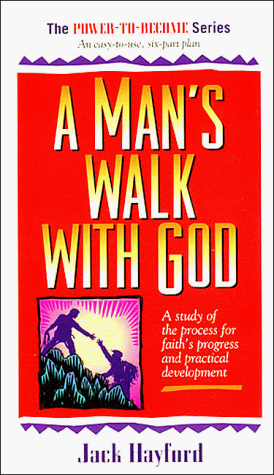 The POWER-TO-BECOME Series
An easy-to-use, six-part plan
A MAN'S
WALK
WITH GOD
A study of
the process for
faith's progress
and practical
development
Jack Hayford